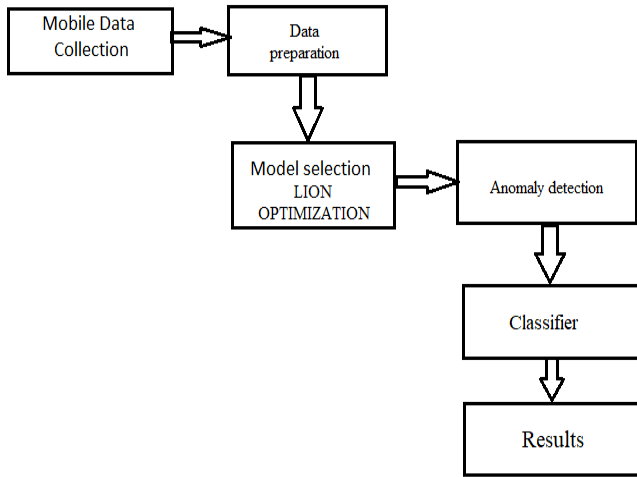 Mobile Data
Collection
Data
preparation
Model selection
LION
OPTIMIZATION
Anomaly detection
Classifier
Results